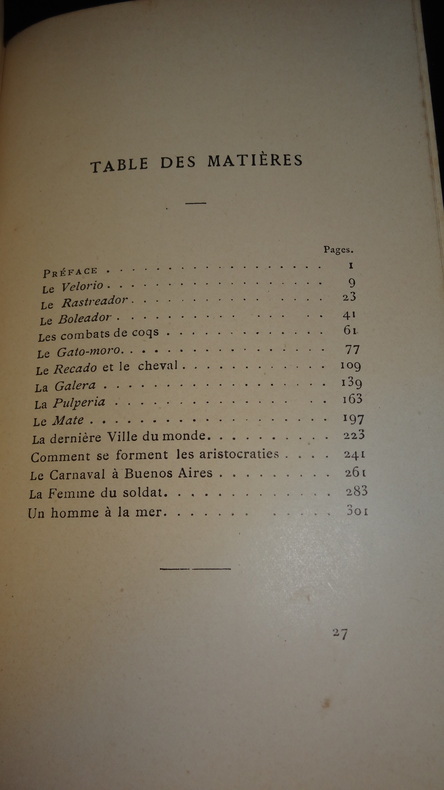 TABLE DES MATIÈRES
Pages.
PRÉFACE . . . . . . . . . . . . . . . . . . 1
Le Velorio . . . . . . . . . . . . . . . . . . 9
Le Rastreador . . . . . . . . . . . . . . . . 23
Le Boleador . . . . . . . . . . . . . . . . . 41
Les combats de coqs . . . . . . . . . . . . . 61
Le Gato-moro. . . . . . . . . . . . . . . . . 77
Le Recado et le cheval . . . . . . . . . . . . 109
La Galera . . . . . . . . . . . . . . . . . . 139
La Pulperia . . . . . . . . . . . . . . . . . 163
Le Mate . . . . . . . . . . . . . . . . . . . 197
La dernière Ville du monde. . . . . . . . . . 223
Comment se forment les aristocraties . . . . 241
Le Carnaval à Buenos Aires . . . . . . . . . 261
La Femme du soldat. . . . . . . . . . . . . 283
Un homme à la mer. . . . . . . . . . . . . 301
27